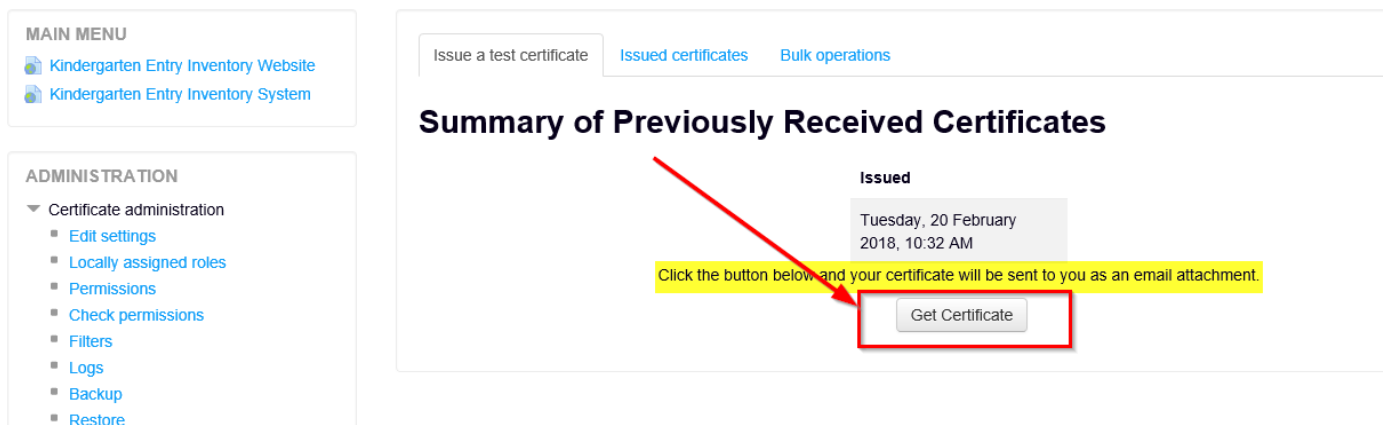 MAIN MENU
Kindergarten Entry Inventory Website
Kindergarten Entry Inventory System
ADMINISTRATION
Certificate administration
Edit settings
Locally assigned roles
Permissions
Check permissions
Filters
Logs
Backup
Restore
Issue a test certificate
Issued certificates
Bulk operations
Summary of Previously Received Certificates
Issued
Tuesday, 20 February
2018, 10:32 AM
Click the button below and your certificate will be sent to you as an email attachment.
Get Certificate